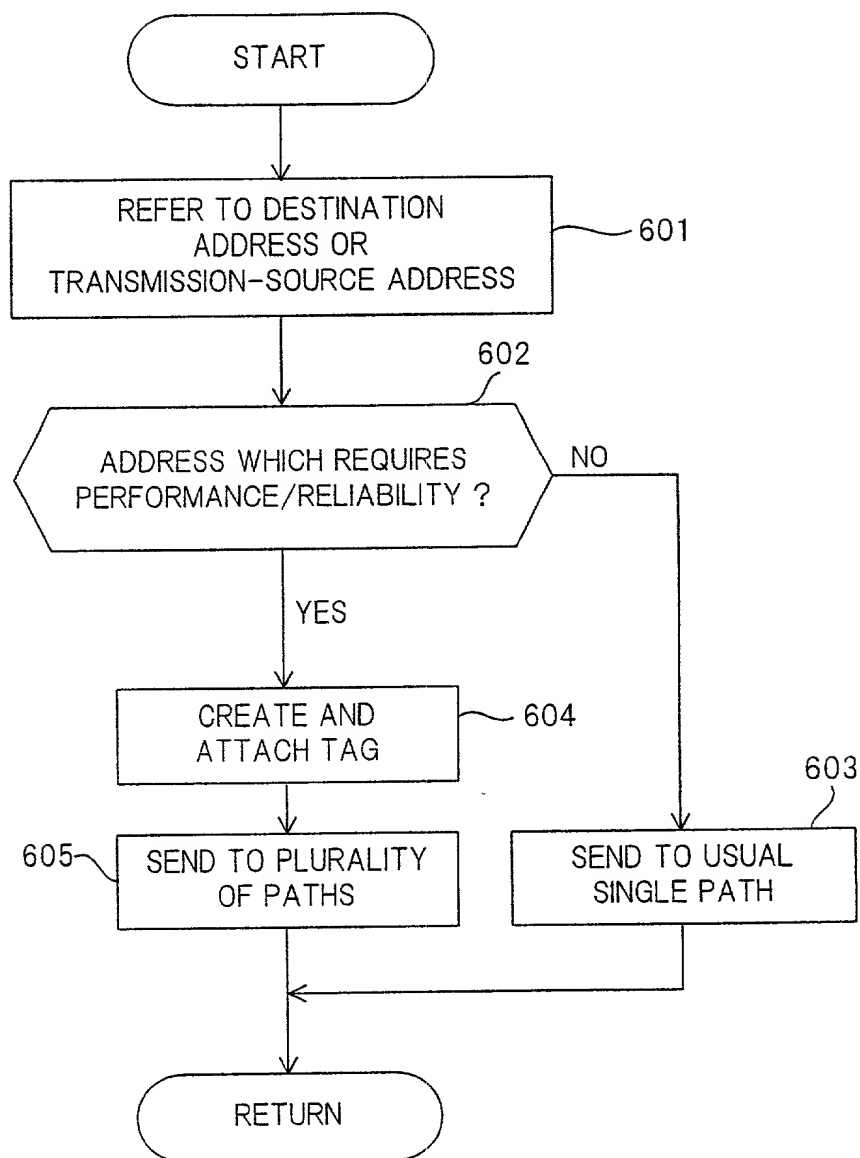 START
REFER TO DESTINATION
ADDRESS OR
TRANSMISSION-SOURCE ADDRESS
601
602
ADDRESS WHICH REQUIRES
PERFORMANCE/RELIABILITY ?
NO
YES
CREATE AND
ATTACH TAG
604
603
605
SEND TO PLURALITY
OF PATHS
SEND TO USUAL
SINGLE PATH
RETURN